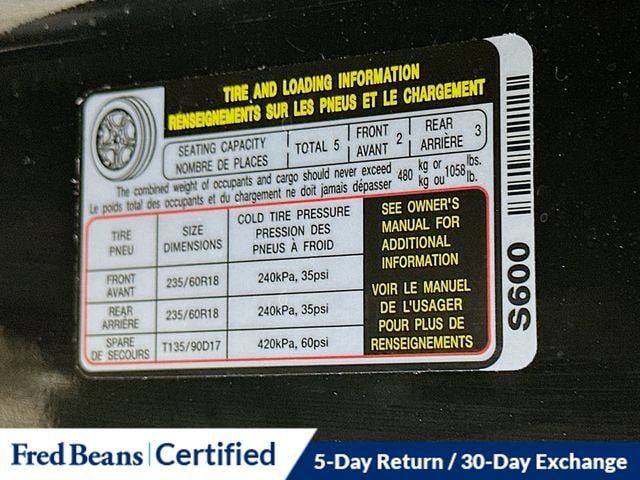 TIRE AND LOADING INFORMATION
RENSEIGNEMENTS SUR LES PNEUS ET LE CHARGEMENT
SEATING CAPACITY
NOMBRE DE PLACES
TOTAL 5
FRONT
AVANT 2
REAR
ARRIÈRE 3
The combined weight of occupants and cargo should never exceed 480 kg or 1058 lbs.
Le poids total des occupants et du chargement ne doit jamais dépasser kg ou lb.
TIRE
PNEU
SIZE
DIMENSIONS
COLD TIRE PRESSURE
PRESSION DES
PNEUS À FROID
FRONT
AVANT
235/60R18
240kPa, 35psi
REAR
ARRIÈRE
235/60R18
240kPa, 35psi
SPARE
DE SECOURS
T135/90D17
420kPa, 60psi
SEE OWNER'S
MANUAL FOR
ADDITIONAL
INFORMATION
VOIR LE MANUEL
DE L'USAGER
POUR PLUS DE
RENSEIGNEMENTS
S600
Fred Beans Certified
5-Day Return / 30-Day Exchange